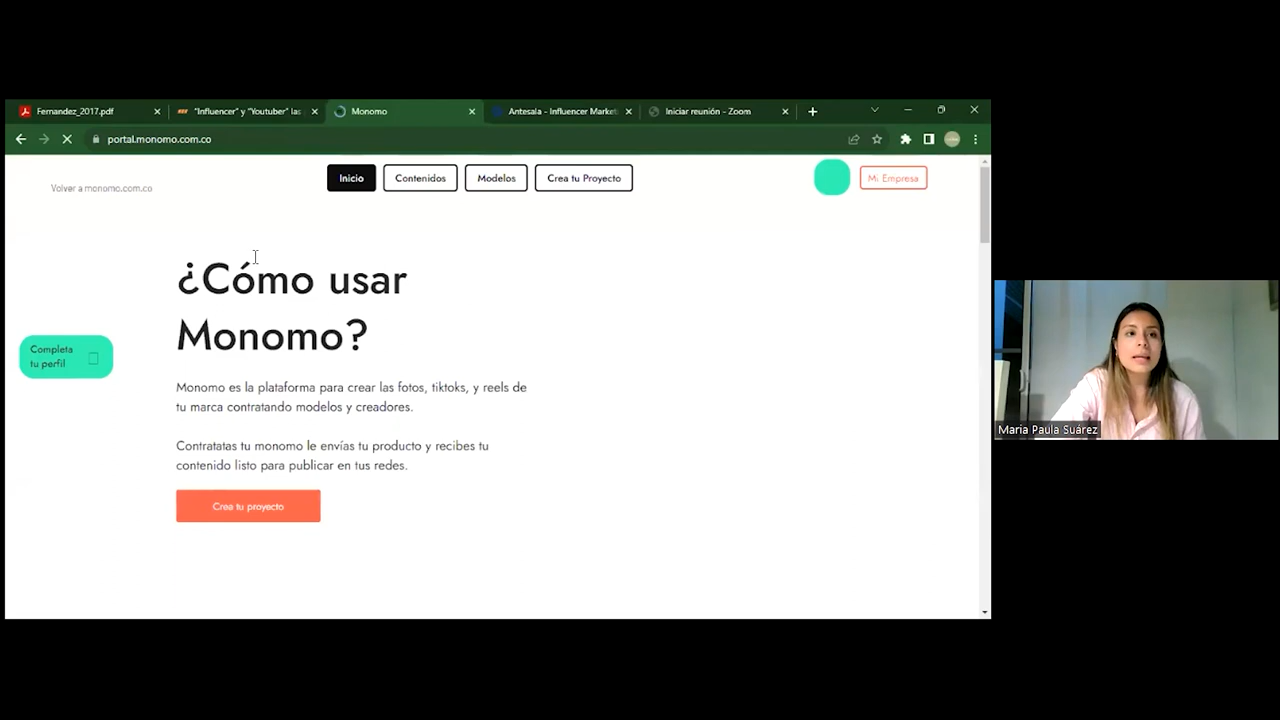 Fernandez_2017.pdf
"Influencer" y "Youtuber" las
Monomo
Antesala - Influencer Market
Iniciar reunión - Zoom
portal.monomo.com.co
Volver a monomo.com.co
Inicio
Contenidos
Modelos
Crea tu Proyecto
Mi Empresa
¿Cómo usar
Monomo?
Completa
tu perfil
Monomo es la plataforma para crear las fotos, tiktoks, y reels de
tu marca contratando modelos y creadores.
Contratatas tu monomo le envías tu producto y recibes tu
contenido listo para publicar en tus redes.
Crea tu proyecto
Maria Paula Suárez